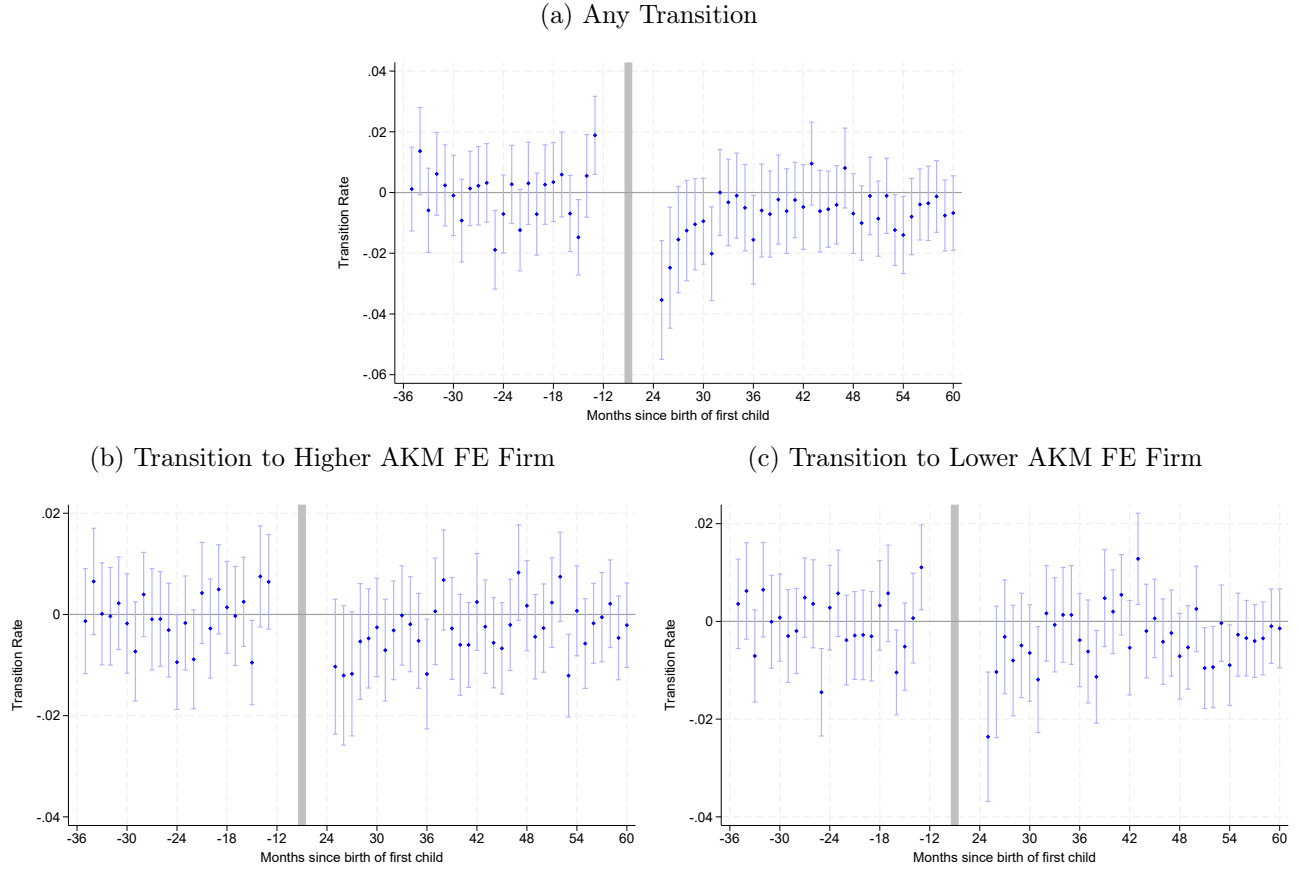 (a) Any Transition
.04
.02
0
-.02
-.04
-.06
Transition Rate
-36 -30 -24 -18 -12 24 30 36 42 48 54 60
Months since birth of first child
(b) Transition to Higher AKM FE Firm
.02
0
-.02
-.04
Transition Rate
-36 -30 -24 -18 -12 24 30 36 42 48 54 60
Months since birth of first child
(c) Transition to Lower AKM FE Firm
.02
0
-.02
-.04
Transition Rate
-36 -30 -24 -18 -12 24 30 36 42 48 54 60
Months since birth of first child